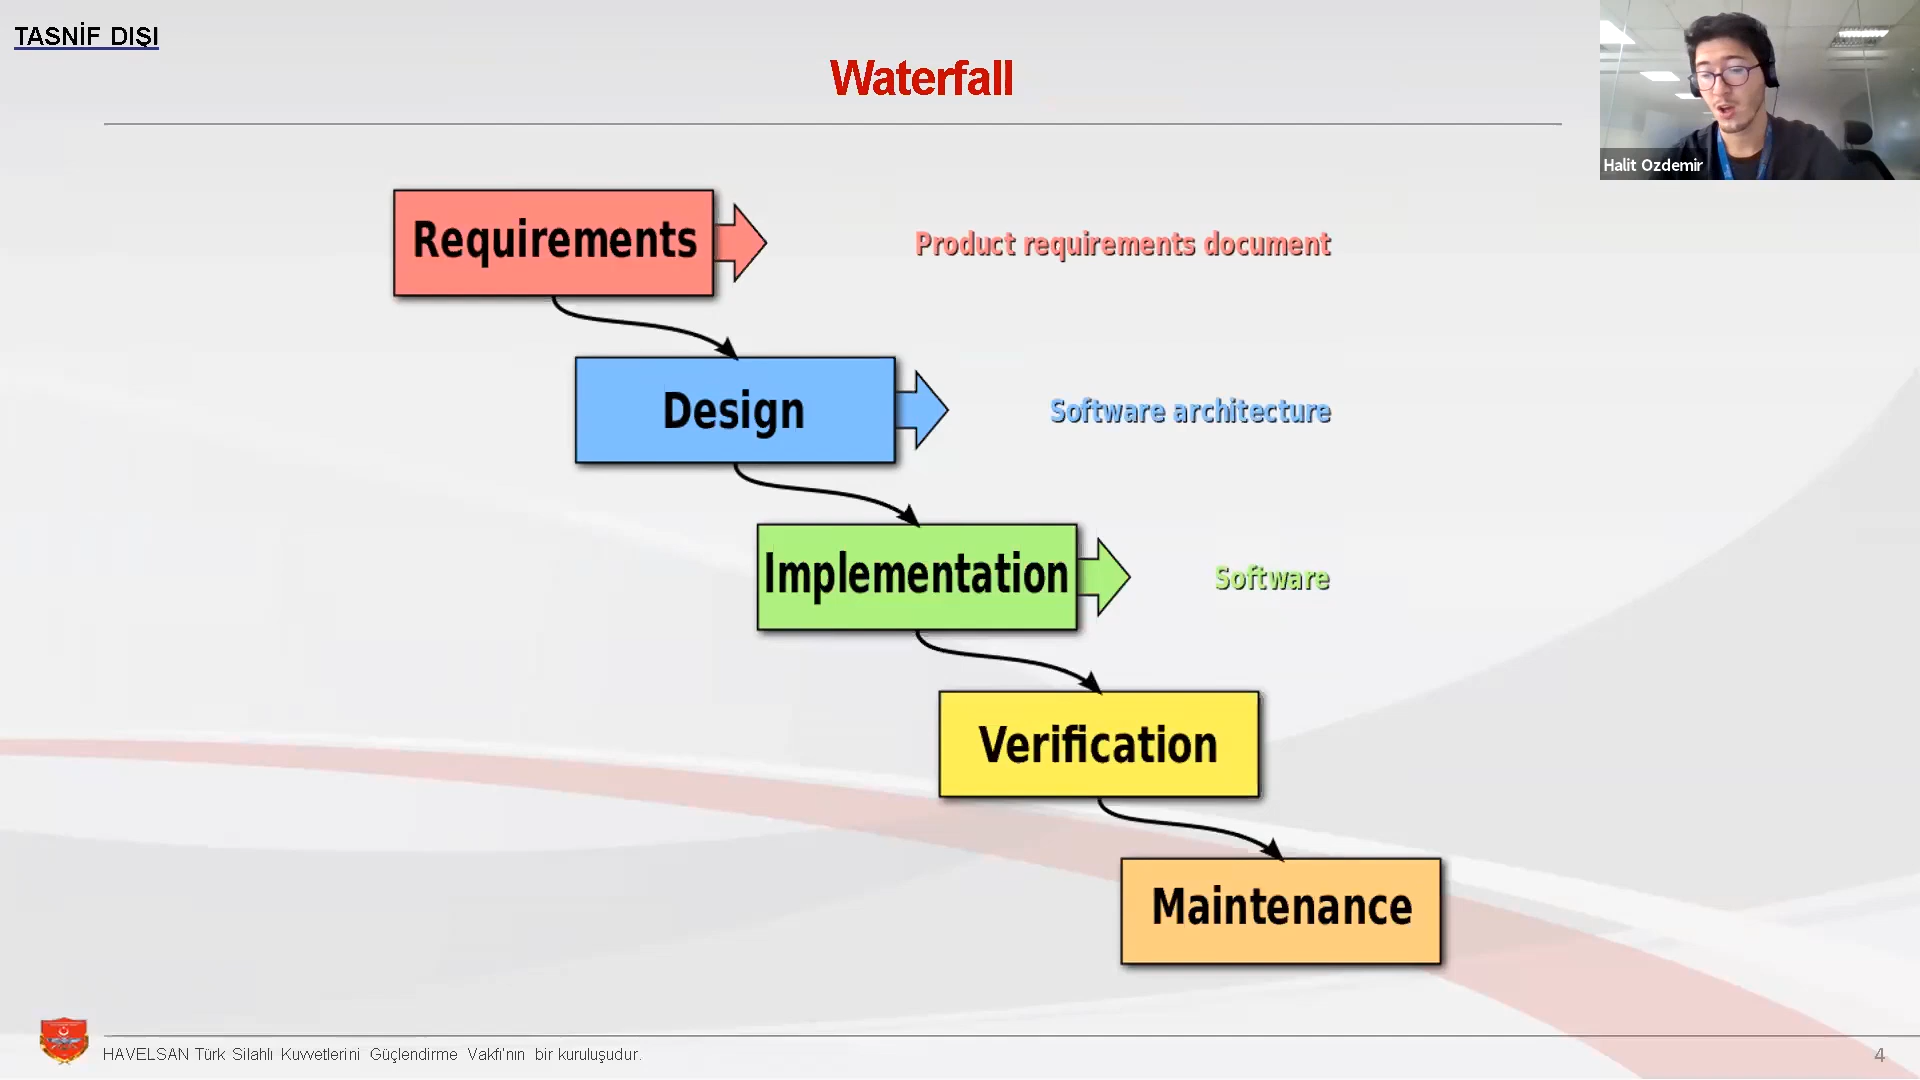 TASNİF DIŞI
Waterfall
Halit Ozdemir
Requirements
Product requirements document
Design
Software architecture
Implementation
Software
Verification
Maintenance
HAVELSAN Türk Silahlı Kuvvetlerini Güçlendirme Vakfı'nın bir kuruluşudur.
4